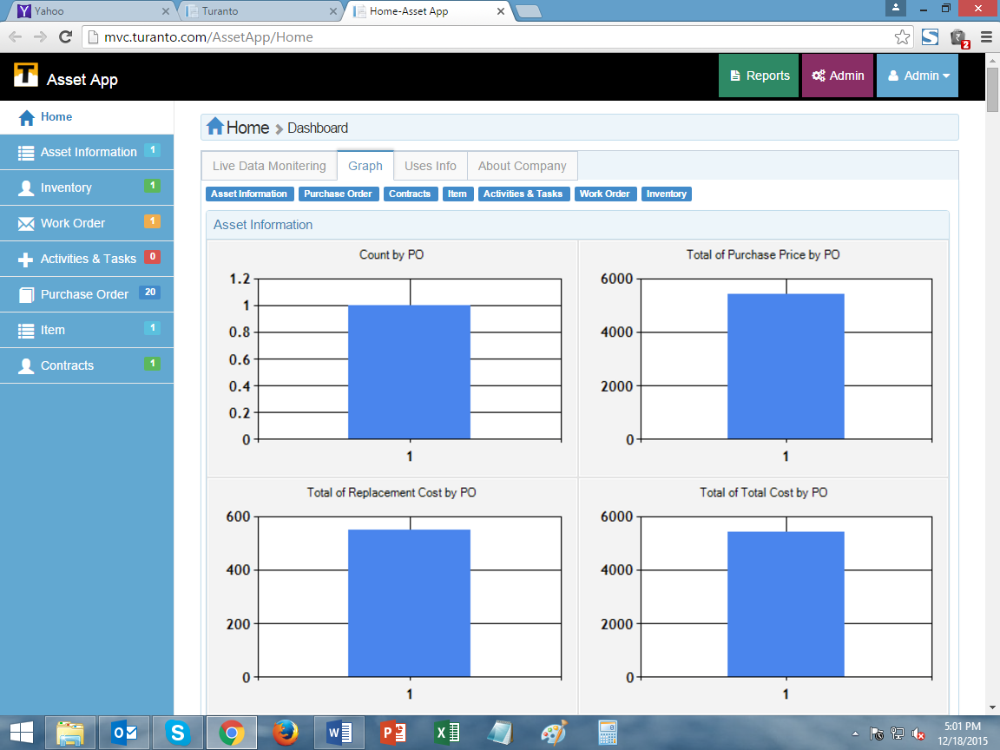 Yahoo
Turanto
Home-Asset App
mvc.turanto.com/AssetApp/Home
2
T Asset App
Reports
Admin
Admin
Home
Asset Information 1
Inventory 1
Work Order 1
Activities & Tasks 0
Purchase Order 20
Item 1
Contracts 1
Home Dashboard
Live Data Monitering Graph Uses Info About Company
Asset Information Purchase Order Contracts Item Activities & Tasks Work Order Inventory
Asset Information
Count by PO
1.2
1
0.8
0.6
0.4
0.2
0
1
Total of Purchase Price by PO
6000
4000
2000
0
1
Total of Replacement Cost by PO
600
400
200
0
1
Total of Total Cost by PO
6000
4000
2000
0
1
5:01 PM
12/18/2015